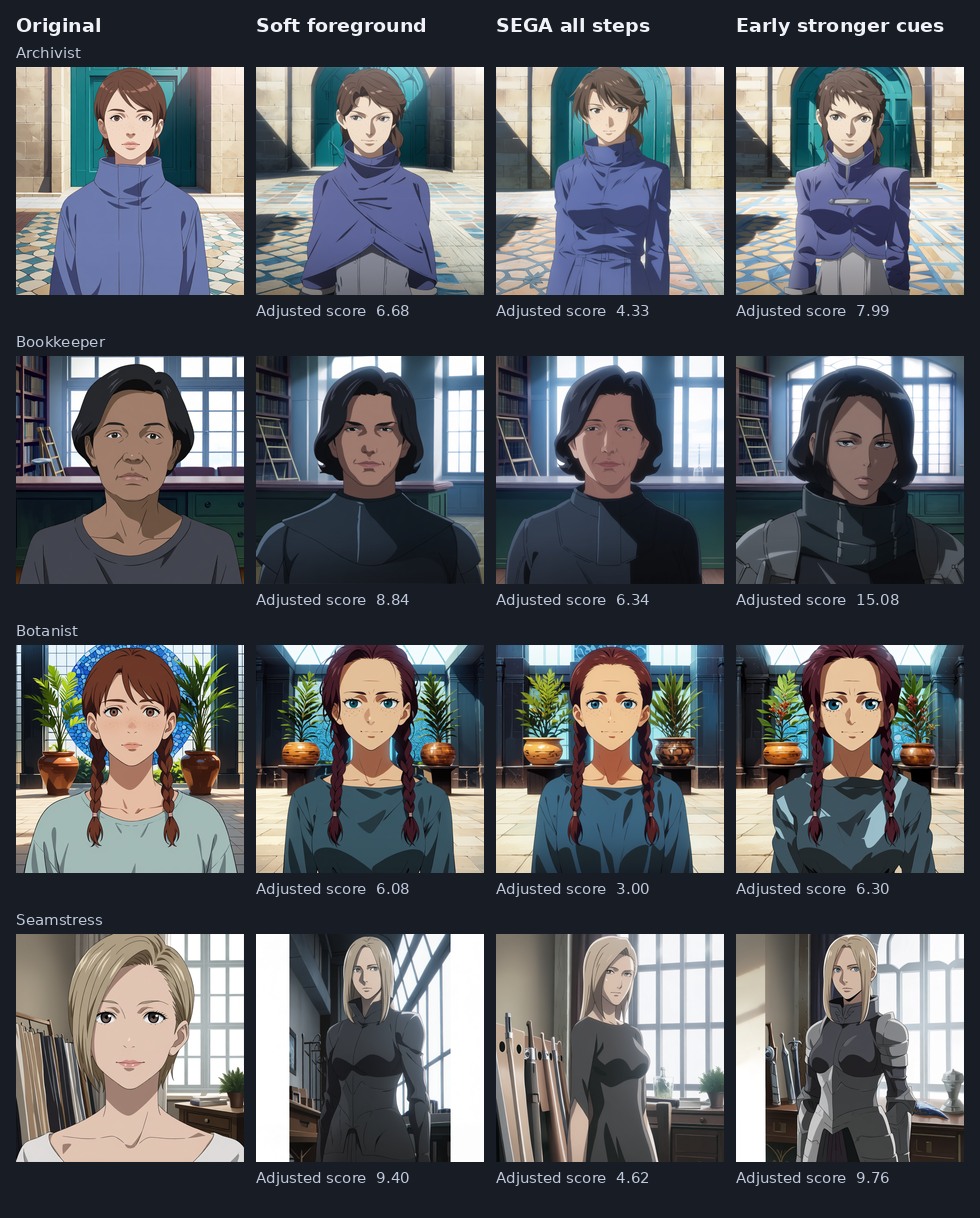 Original Soft foreground SEGA all steps Early stronger cues
Archivist
Adjusted score 6.68 Adjusted score 4.33 Adjusted score 7.99
Bookkeeper
Adjusted score 8.84 Adjusted score 6.34 Adjusted score 15.08
Botanist
Adjusted score 6.08 Adjusted score 3.00 Adjusted score 6.30
Seamstress
Adjusted score 9.40 Adjusted score 4.62 Adjusted score 9.76